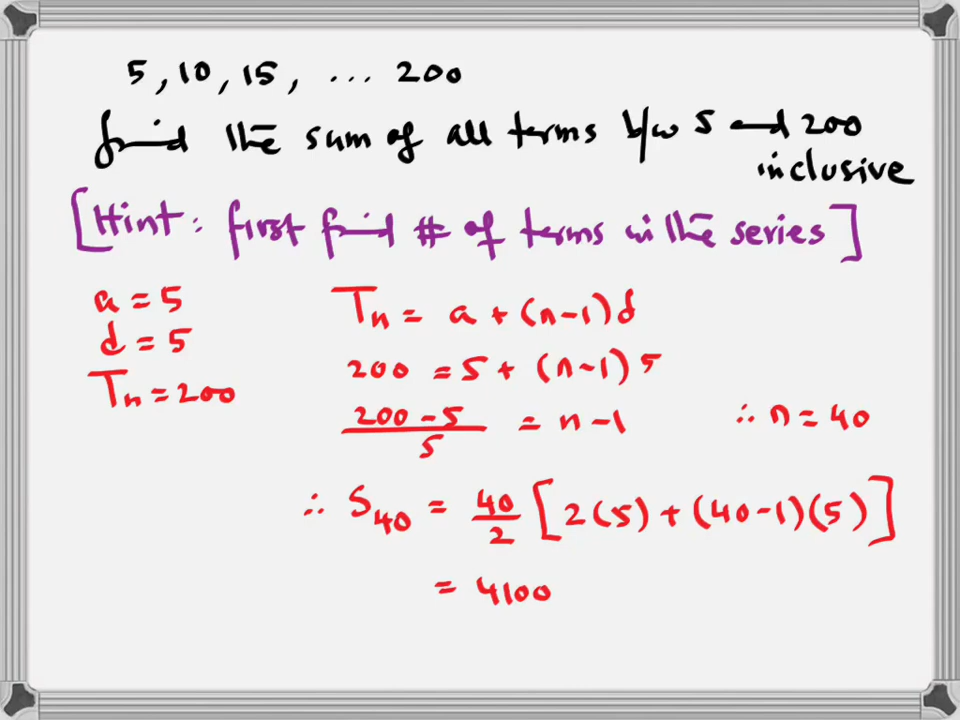 5, 10, 15, ... 200
find the sum of all terms b/w 5 and 200
inclusive
[Hint: first find # of terms in the series]
a = 5
d = 5
Tn = 200
Tn = a + (n-1)d
200 = 5 + (n-1) 5
200 - 5 / 5 = n - 1 ∴ n = 40
∴ S40 = 40/2 [2(5) + (40-1)(5)]
= 4100